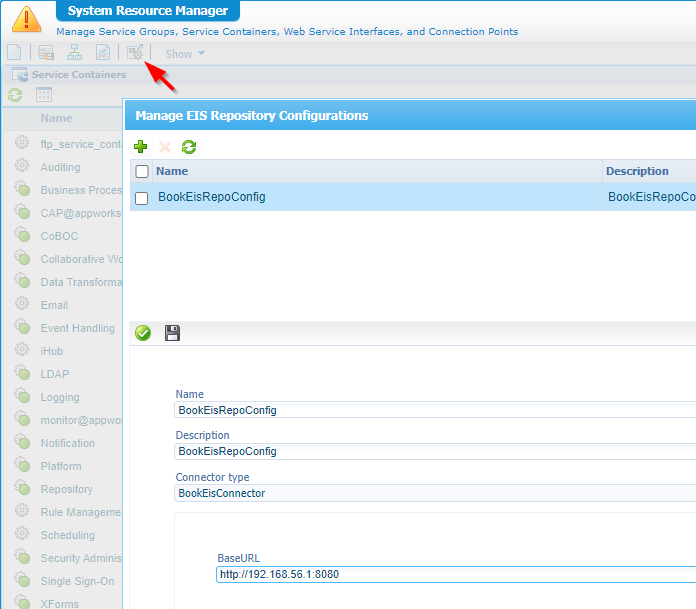 System Resource Manager
Manage Service Groups, Service Containers, Web Service Interfaces, and Connection Points
Show
Service Containers
Name
ftp_service_cont
Auditing
Business Proces
CAP@appworks
CoBOC
Collaborative Wo
Data Transforma
Email
Event Handling
iHub
LDAP
Logging
monitor@appwo
Notification
Platform
Repository
Rule Manageme
Scheduling
Security Adminis
Single Sign-On
XForms
Manage EIS Repository Configurations
Name Description
BookEisRepoConfig BookEisRepoCo
Name
BookEisRepoConfig
Description
BookEisRepoConfig
Connector type
BookEisConnector
BaseURL
http://192.168.56.1:8080